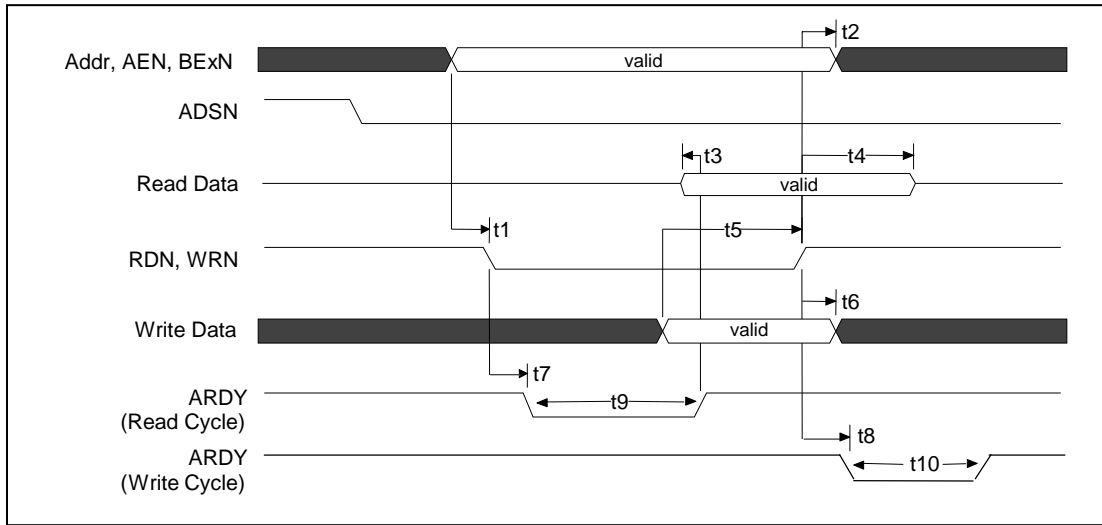 t2
Addr, AEN, BExN
valid
ADSN
t3
t4
Read Data
valid
t1
t5
RDN, WRN
t6
Write Data
valid
t7
ARDY
(Read Cycle)
t9
t8
ARDY
(Write Cycle)
t10